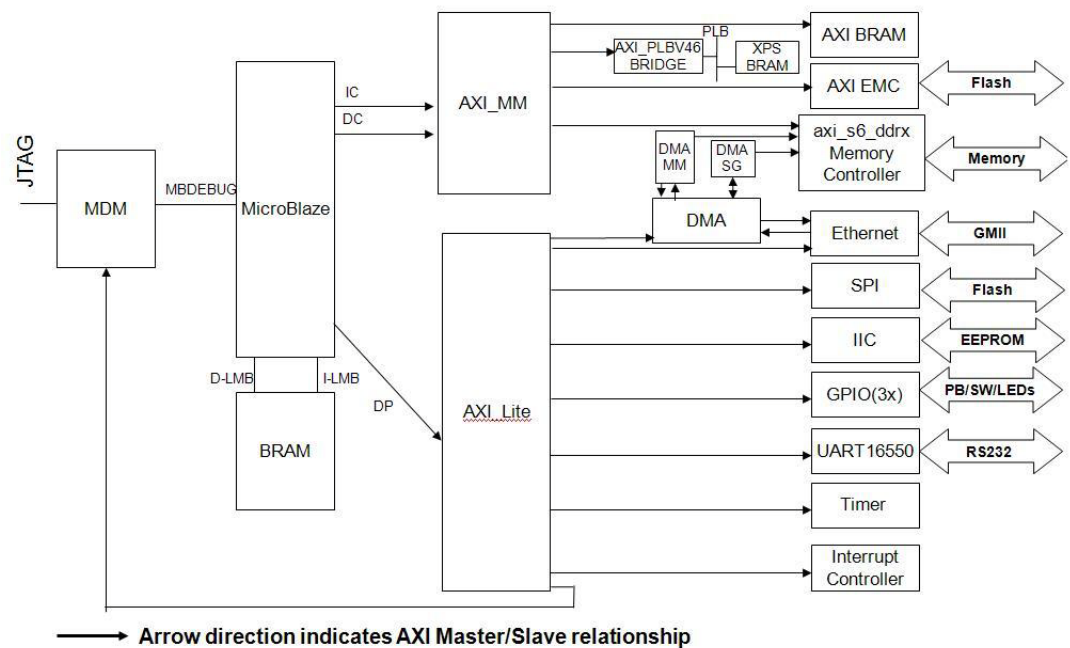 JTAG
MDM
MBDEBUG
MicroBlaze
IC
DC
D-LMB
I-LMB
BRAM
DP
AXI_MM
AXI_Lite
AXI_PLBV46
BRIDGE
PLB
XPS
BRAM
DMA
MM
DMA
SG
DMA
AXI BRAM
AXI EMC
Flash
axi_s6_ddrx
Memory
Controller
Memory
Ethernet
GMII
SPI
Flash
IIC
EEPROM
GPIO(3x)
PB/SW/LEDs
UART16550
RS232
Timer
Interrupt
Controller
Arrow direction indicates AXI Master/Slave relationship